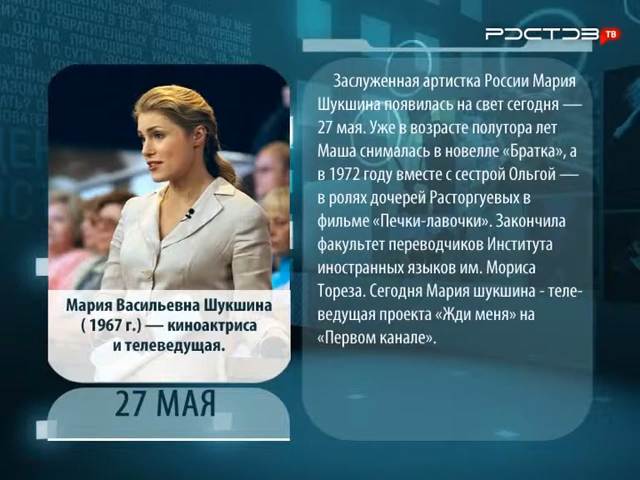 РОСТОВ ТВ
Заслуженная артистка России Мария
Шукшина появилась на свет сегодня —
27 мая. Уже в возрасте полутора лет
Маша снималась в новелле «Братка», а
в 1972 году вместе с сестрой Ольгой —
в ролях дочерей Расторгуевых в
фильме «Печки-лавочки». Закончила
факультет переводчиков Института
иностранных языков им. Мориса
Тореза. Сегодня Мария шукшина - теле-
ведущая проекта «Жди меня» на
«Первом канале».
Мария Васильевна Шукшина
( 1967 г.) — киноактриса
и телеведущая.
27 МАЯ